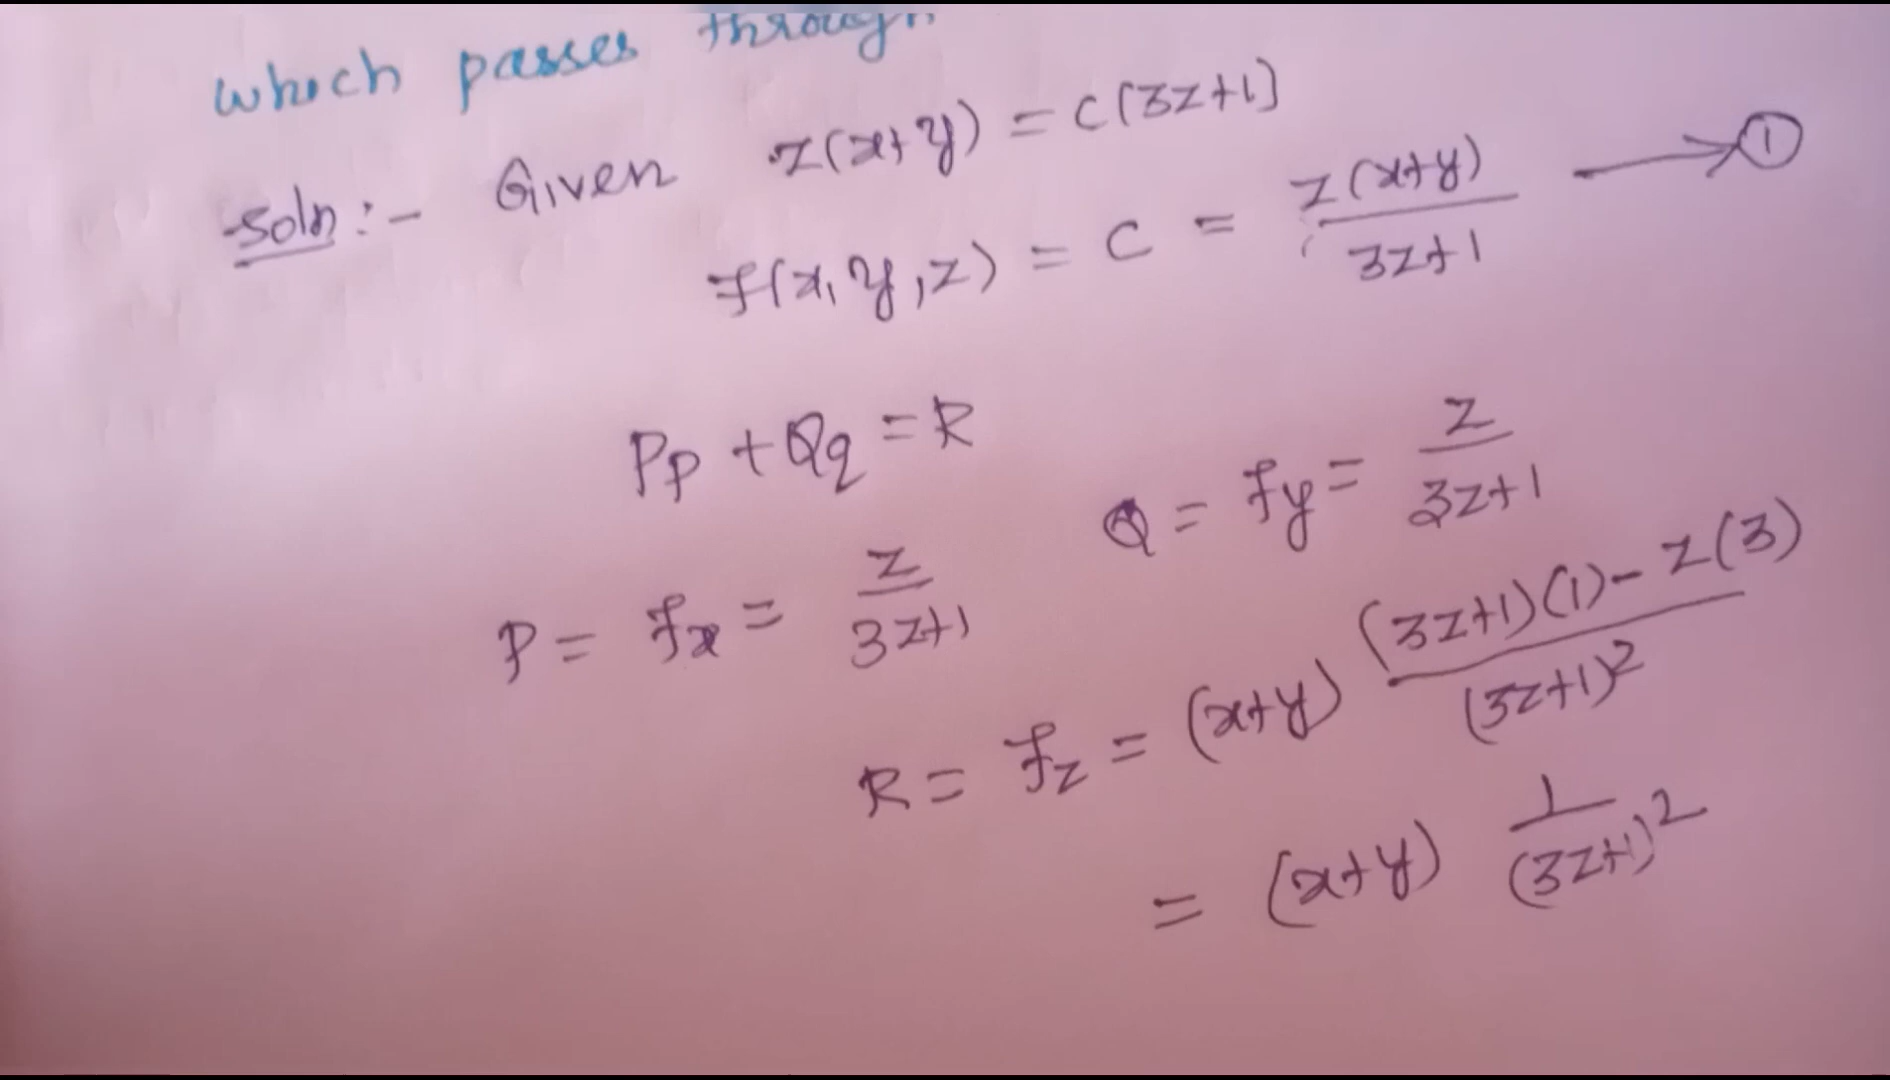 which passes through
Soln :- Given z(x+y) = c(3z+1)
f(x,y,z) = c = z(x+y)/3z+1 → ①
Pp + Qq = R
P = fx = z/3z+1 Q = fy = z/3z+1
R = fz = (x+y) (3z+1)(1)-z(3)/(3z+1)²
= (x+y) 1/(3z+1)²